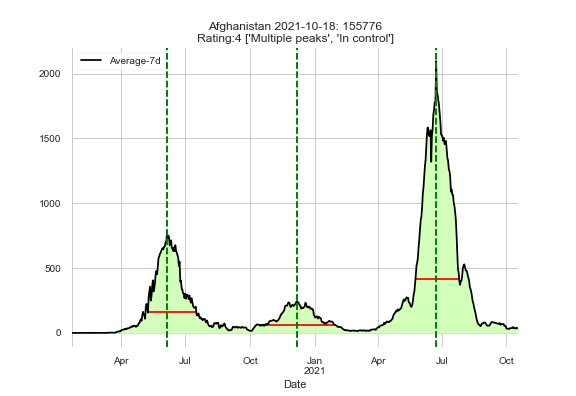 Afghanistan 2021-10-18: 155776
Rating:4 ['Multiple peaks', 'In control']
Average-7d
2000
1500
1000
500
0
Apr Jul Oct Jan Apr Jul Oct
2021
Date